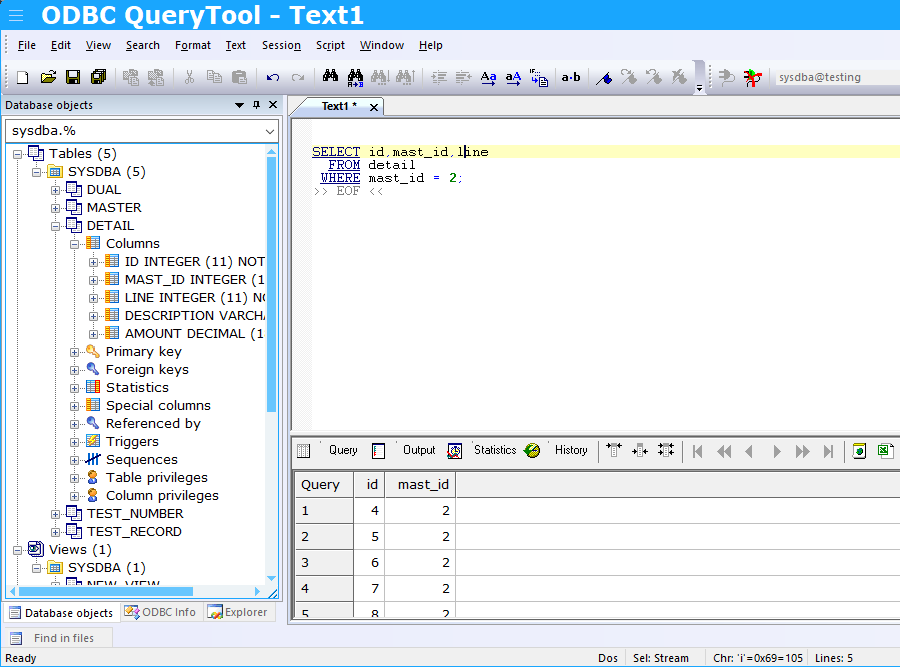 ODBC QueryTool - Text1
File Edit View Search Format Text Session Script Window Help
sysdba@testing
Database objects
Text1 *
sysdba.%
Tables (5)
SYSDBA (5)
DUAL
MASTER
DETAIL
Columns
ID INTEGER (11) NOT
MAST_ID INTEGER (1
LINE INTEGER (11) NO
DESCRIPTION VARCHA
AMOUNT DECIMAL (1
Primary key
Foreign keys
Statistics
Special columns
Referenced by
Triggers
Sequences
Table privileges
Column privileges
TEST_NUMBER
TEST_RECORD
Views (1)
SYSDBA (1)
NEW_VIEW
SELECT id,mast_id,line
FROM detail
WHERE mast_id = 2;
>> EOF <<
Query Output Statistics History
Query id mast_id
1 4 2
2 5 2
3 6 2
4 7 2
5 8 2
Database objects ODBC Info Explorer
Find in files
Ready Dos Sel: Stream Chr: 'i'=0x69=105 Lines: 5